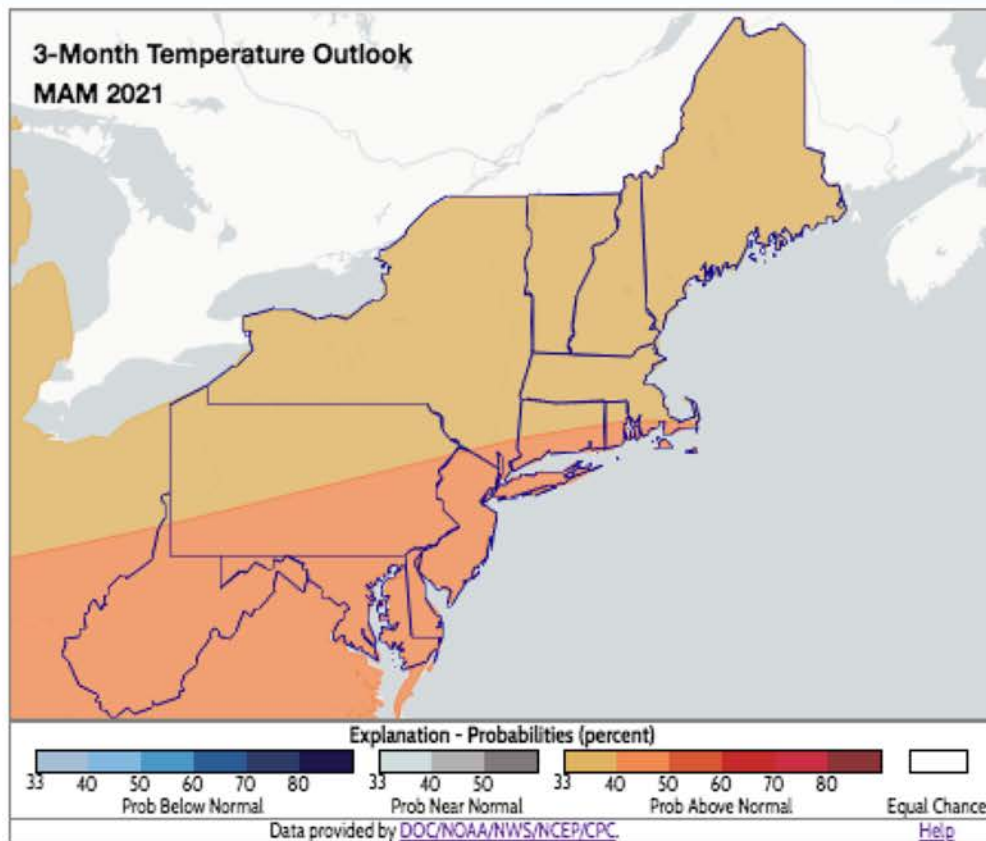 3-Month Temperature Outlook
MAM 2021
Explanation - Probabilities (percent)
33 40 50 60 70 80 33 40 50 33 40 50 60 70 80
Prob Below Normal Prob Near Normal Prob Above Normal Equal Chance
Data provided by DOC/NOAA/NWS/NCEP/CPC. Help